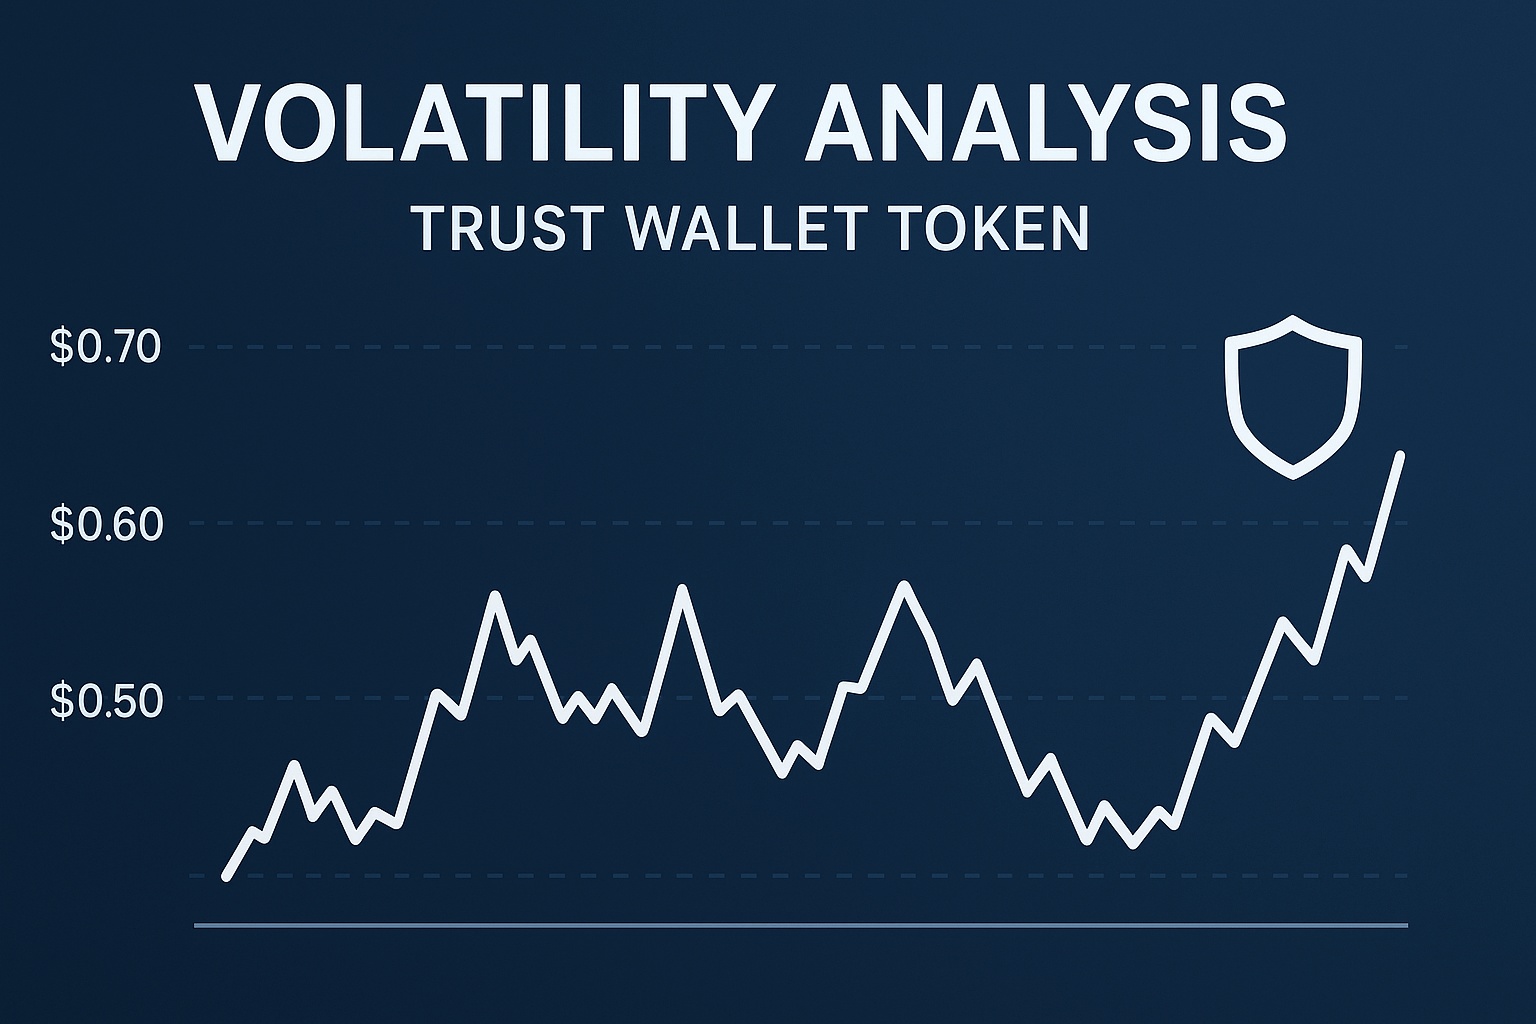 VOLATILITY ANALYSIS
TRUST WALLET TOKEN
$0.70
$0.60
$0.50